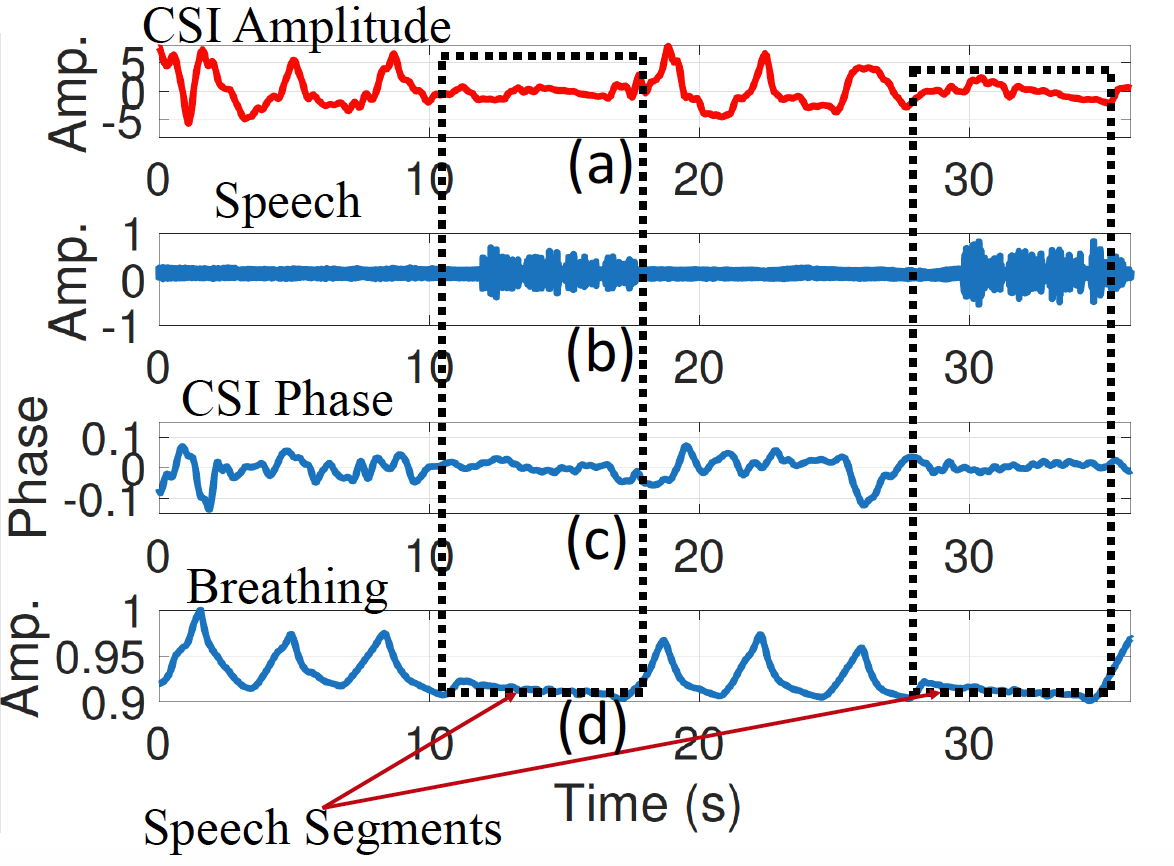 CSI Amplitude
Amp.
5
0
-5
0 10 20 30
(a)
Speech
Amp.
1
0
-1
0 10 20 30
(b)
CSI Phase
Phase
0.1
0
-0.1
0 10 20 30
(c)
Breathing
Amp.
1
0.95
0.9
0 10 20 30
(d)
Time (s)
Speech Segments